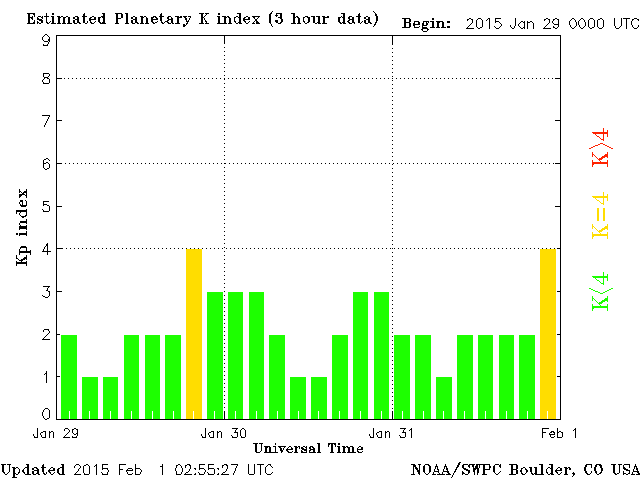 Estimated Planetary K index (3 hour data)
Begin: 2015 Jan 29 0000 UTC
9
8
7
6
5
4
3
2
1
0
Kp index
K>4
K=4
K<4
Jan 29
Jan 30
Jan 31
Feb 1
Universal Time
Updated 2015 Feb 1 02:55:27 UTC
NOAA/SWPC Boulder, CO USA